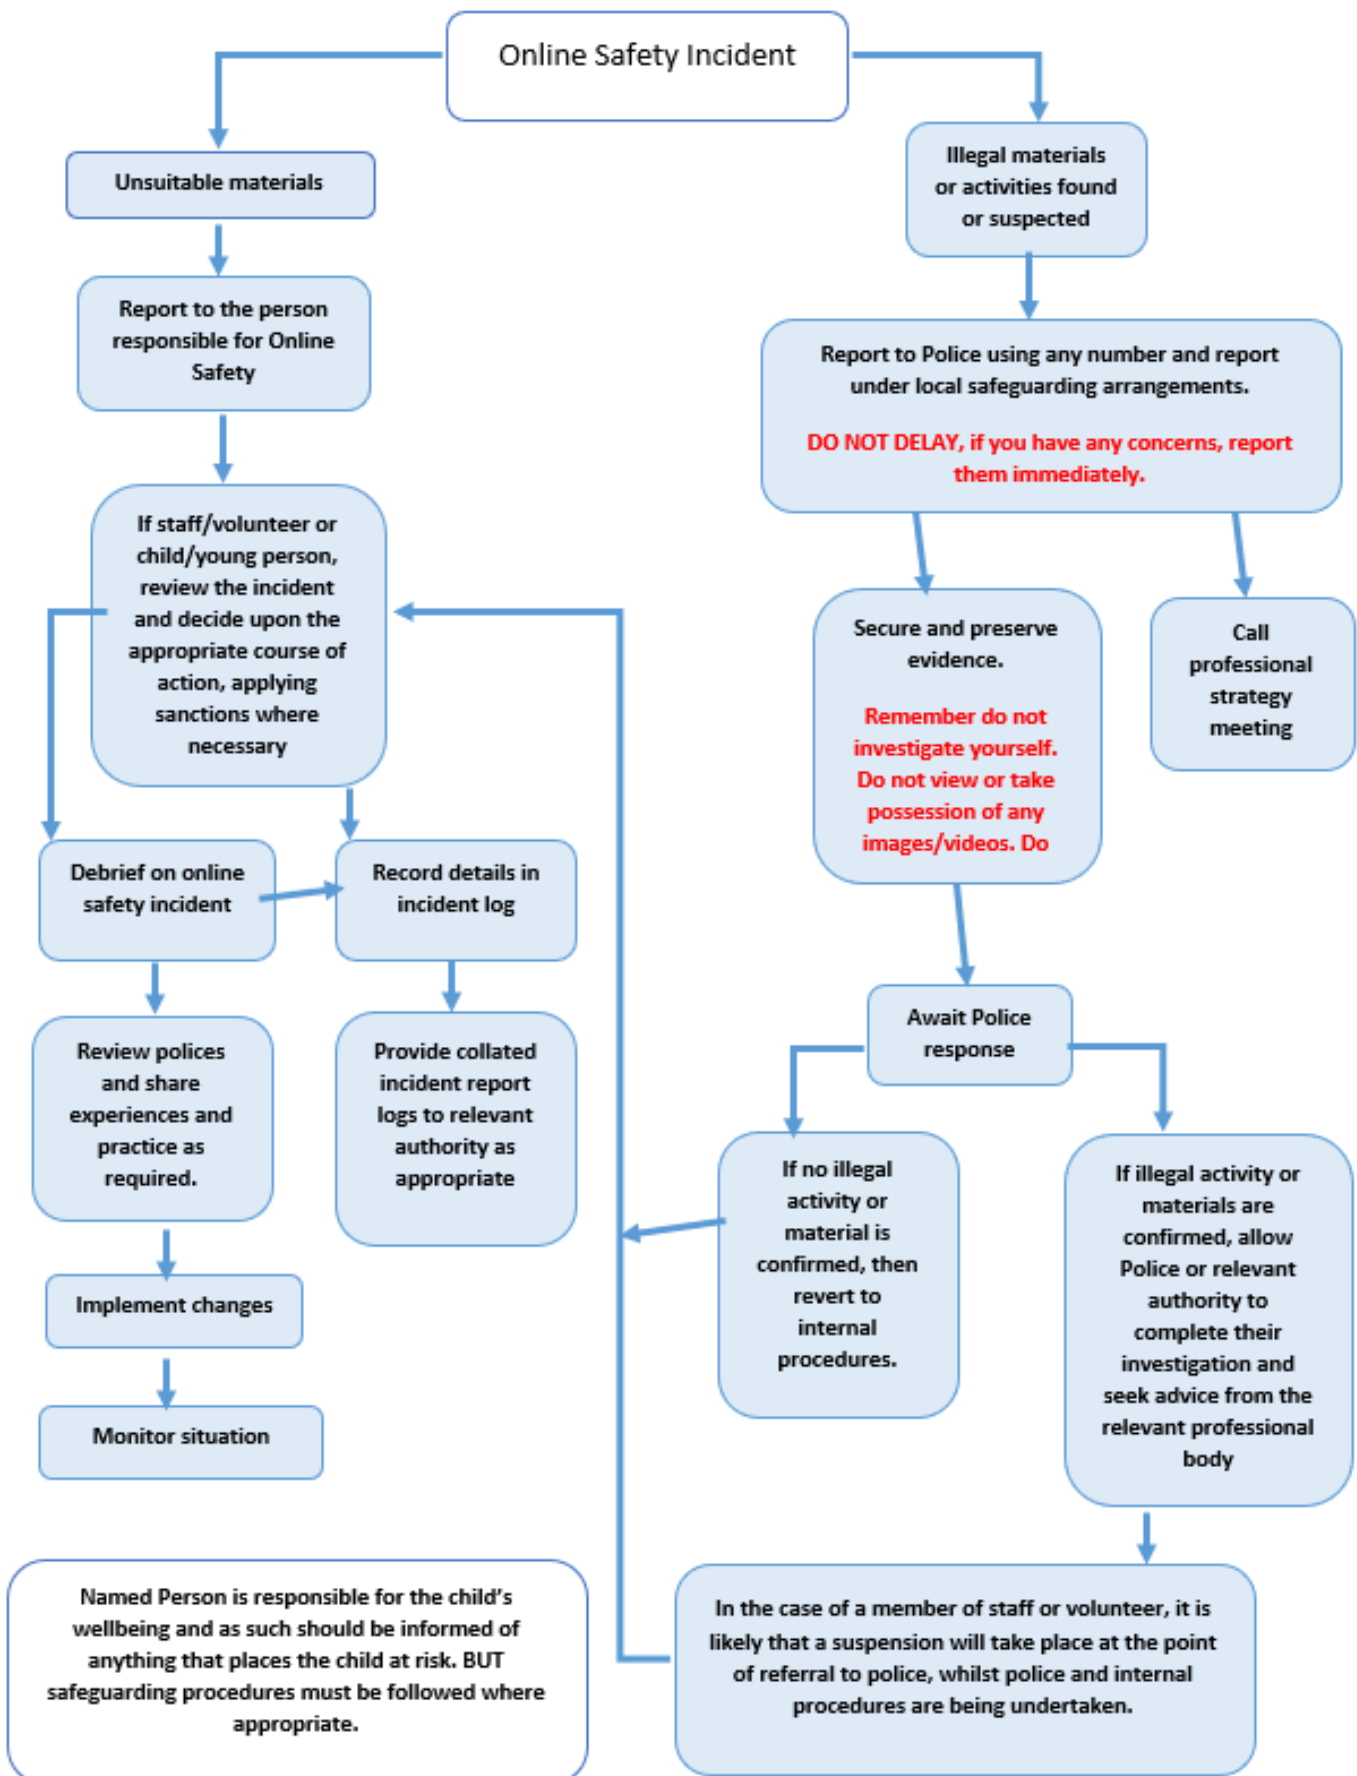 Online Safety Incident
Unsuitable materials
Illegal materials
or activities found
or suspected
Report to the person
responsible for Online
Safety
Report to Police using any number and report
under local safeguarding arrangements.
DO NOT DELAY, if you have any concerns, report
them immediately.
If staff/volunteer or
child/young person,
review the incident
and decide upon the
appropriate course of
action, applying
sanctions where
necessary
Secure and preserve
evidence.
Remember do not
investigate yourself.
Do not view or take
possession of any
images/videos. Do
Call
professional
strategy
meeting
Debrief on online
safety incident
Record details in
incident log
Review polices
and share
experiences and
practice as
required.
Provide collated
incident report
logs to relevant
authority as
appropriate
Await Police
response
If no illegal
activity or
material is
confirmed, then
revert to
internal
procedures.
If illegal activity or
materials are
confirmed, allow
Police or relevant
authority to
complete their
investigation and
seek advice from the
relevant professional
body
Implement changes
Monitor situation
Named Person is responsible for the child's
wellbeing and as such should be informed of
anything that places the child at risk. BUT
safeguarding procedures must be followed where
appropriate.
In the case of a member of staff or volunteer, it is
likely that a suspension will take place at the point
of referral to police, whilst police and internal
procedures are being undertaken.